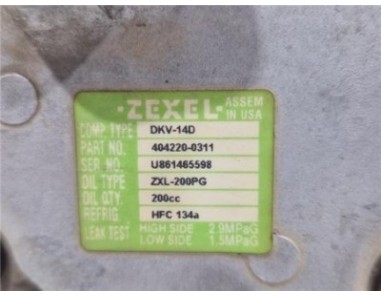 ZEXEL ASSEM
IN USA
COMP. TYPE DKV-14D
PART NO. 404220-0311
SER. NO. U861465598
OIL TYPE ZXL-200PG
OIL QTY. 200cc
REFRIG. HFC 134a
LEAK TEST HIGH SIDE 2.9MPaG
LOW SIDE 1.5MPaG